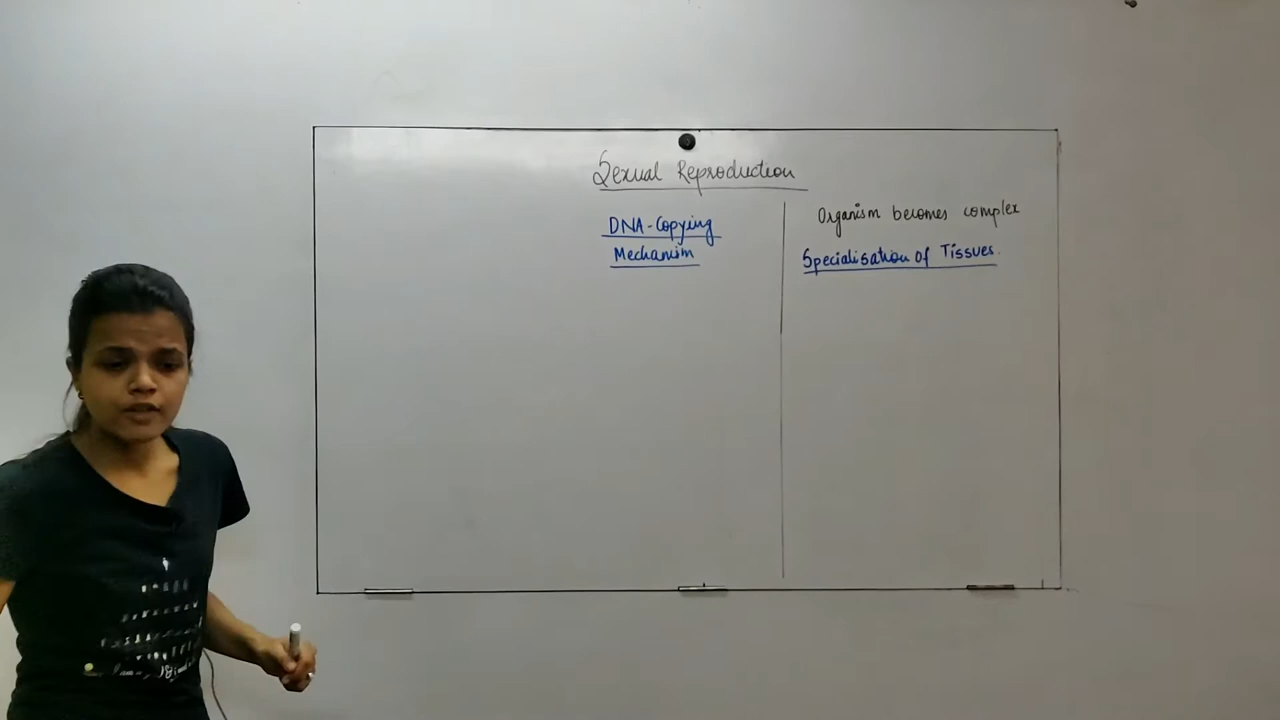 Sexual Reproduction
DNA-Copying
Mechanism
Organism becomes complex
Specialisation of Tissues.